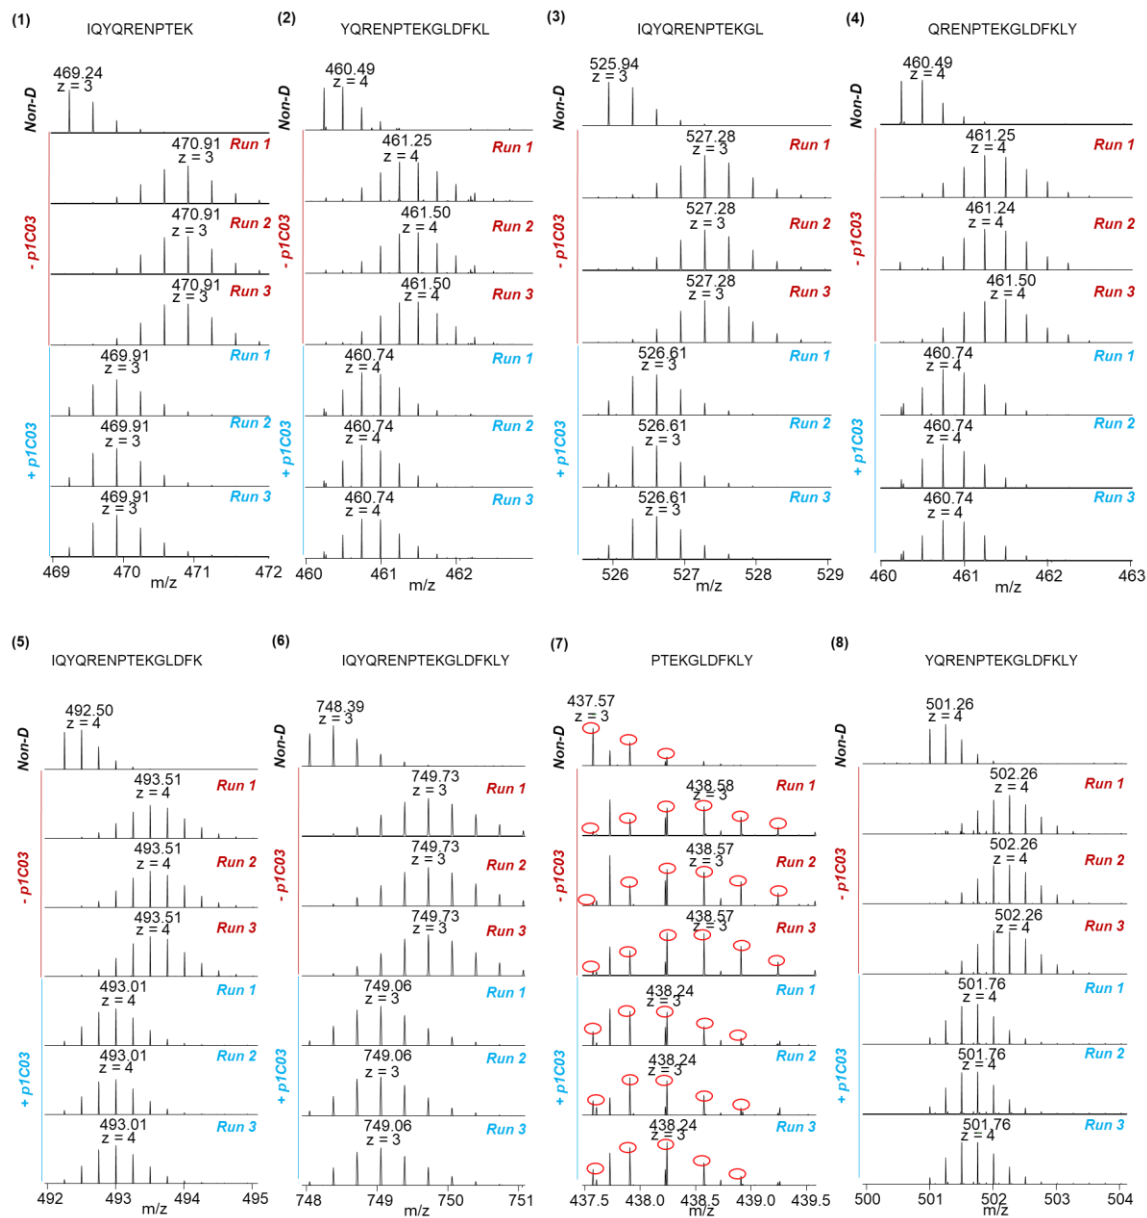 (1)
IQYQRENPTEK
Non-D
469.24
z = 3
- p1C03
470.91
z = 3
Run 1
470.91
z = 3
Run 2
470.91
z = 3
Run 3
+ p1C03
469.91
z = 3
Run 1
469.91
z = 3
Run 2
469.91
z = 3
Run 3
469 470 471 472
m/z
(2)
YQRENPTEKGLDFKL
460.49
z = 4
461.25
z = 4
Run 1
461.50
z = 4
Run 2
461.50
z = 4
Run 3
460.74
z = 4
Run 1
460.74
z = 4
Run 2
460.74
z = 4
Run 3
460 461 462
m/z
(3)
IQYQRENPTEKGL
Non-D
525.94
z = 3
- p1C03
527.28
z = 3
Run 1
527.28
z = 3
Run 2
527.28
z = 3
Run 3
+ p1C03
526.61
z = 3
Run 1
526.61
z = 3
Run 2
526.61
z = 3
Run 3
526 527 528 529
m/z
(4)
QRENPTEKGLDFKLY
460.49
z = 4
461.25
z = 4
Run 1
461.24
z = 4
Run 2
461.50
z = 4
Run 3
460.74
z = 4
Run 1
460.74
z = 4
Run 2
460.74
z = 4
Run 3
460 461 462 463
m/z
(5)
IQYQRENPTEKGLDFK
Non-D
492.50
z = 4
- p1C03
493.51
z = 4
Run 1
493.51
z = 4
Run 2
493.51
z = 4
Run 3
+ p1C03
493.01
z = 4
Run 1
493.01
z = 4
Run 2
493.01
z = 4
Run 3
492 493 494 495
m/z
(6)
IQYQRENPTEKGLDFKLY
748.39
z = 3
749.73
z = 3
Run 1
749.73
z = 3
Run 2
749.73
z = 3
Run 3
749.06
z = 3
Run 1
749.06
z = 3
Run 2
749.06
z = 3
Run 3
748 749 750 751
m/z
(7)
PTEKGLDFKLY
Non-D
437.57
z = 3
- p1C03
438.58
z = 3
Run 1
438.57
z = 3
Run 2
438.57
z = 3
Run 3
+ p1C03
438.24
z = 3
Run 1
438.24
z = 3
Run 2
438.24
z = 3
Run 3
437.5 438.0 438.5 439.0 439.5
m/z
(8)
YQRENPTEKGLDFKLY
Non-D
501.26
z = 4
- p1C03
502.26
z = 4
Run 1
502.26
z = 4
Run 2
502.26
z = 4
Run 3
+ p1C03
501.76
z = 4
Run 1
501.76
z = 4
Run 2
501.76
z = 4
Run 3
500 501 502 503 504
m/z